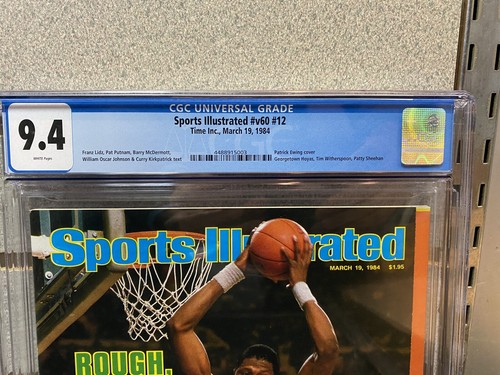 CGC UNIVERSAL GRADE
9.4
WHITE Pages
Sports Illustrated #v60 #12
Time Inc., March 19, 1984
Franz Lidz, Pat Putnam, Barry McDermott,
William Oscar Johnson & Curry Kirkpatrick text
4488915003
Patrick Ewing cover
Georgetown Hoyas, Tim Witherspoon, Patty Sheehan
Sports Illustrated
MARCH 19, 1984 $1.95
ROUGH,